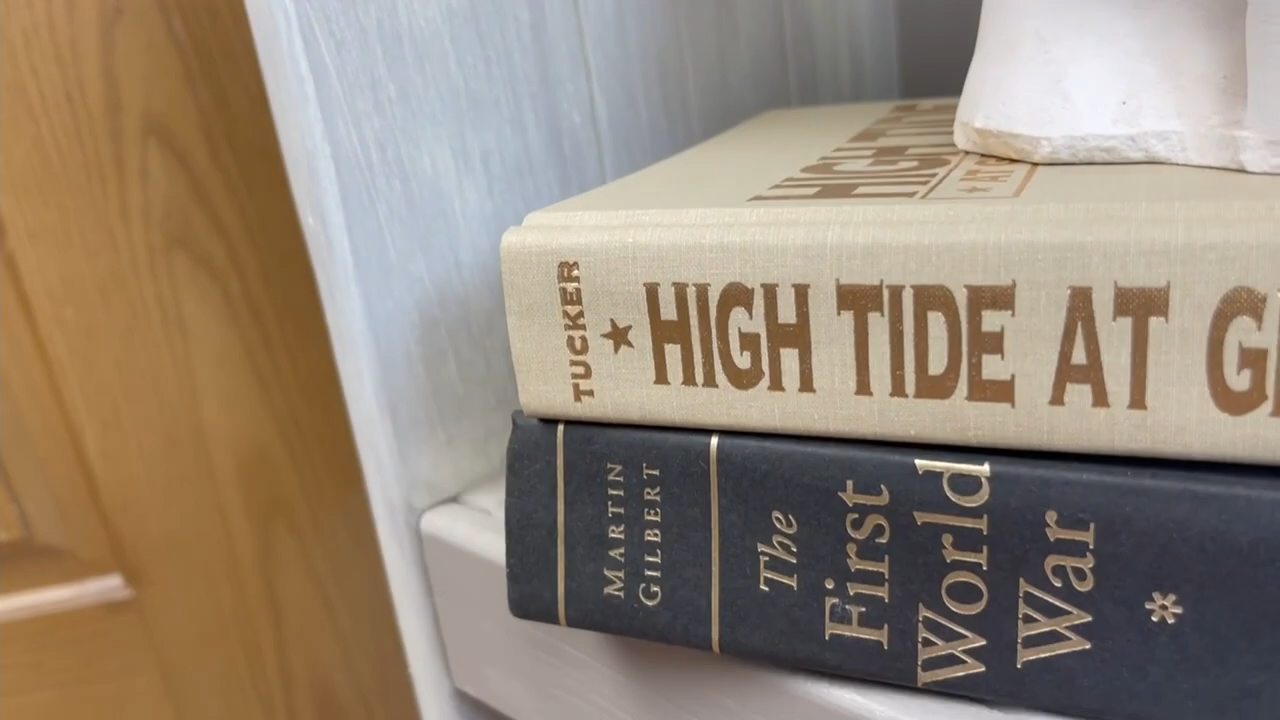 HIGH TIDE
TUCKER
HIGH TIDE AT G
MARTIN
GILBERT
The
First
World
War